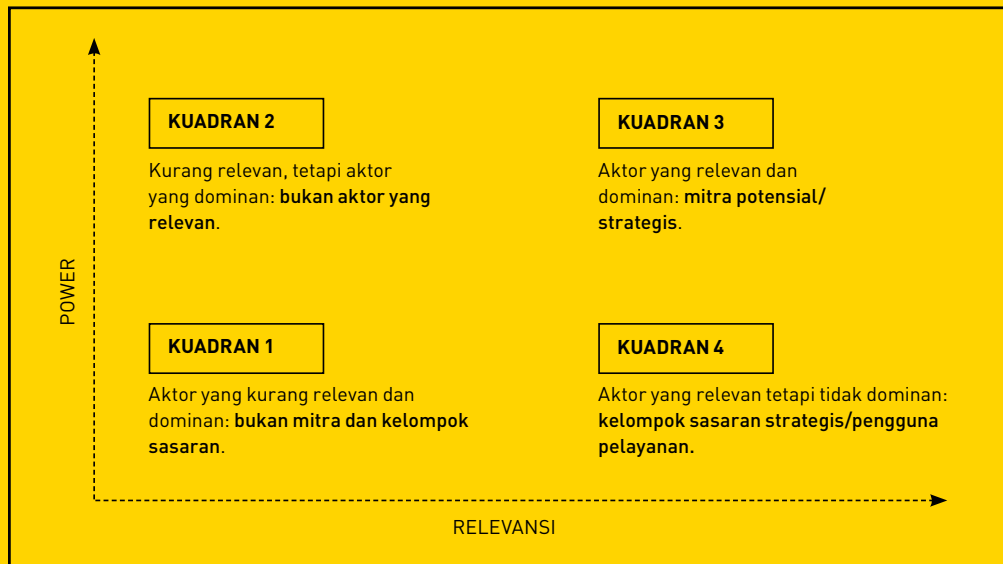 KUADRAN 2
Kurang relevan, tetapi aktor
yang dominan: bukan aktor yang
relevan.
KUADRAN 3
Aktor yang relevan dan
dominan: mitra potensial/
strategis.
POWER
KUADRAN 1
Aktor yang kurang relevan dan
dominan: bukan mitra dan kelompok
sasaran.
KUADRAN 4
Aktor yang relevan tetapi tidak dominan:
kelompok sasaran strategis/pengguna
pelayanan.
RELEVANSI